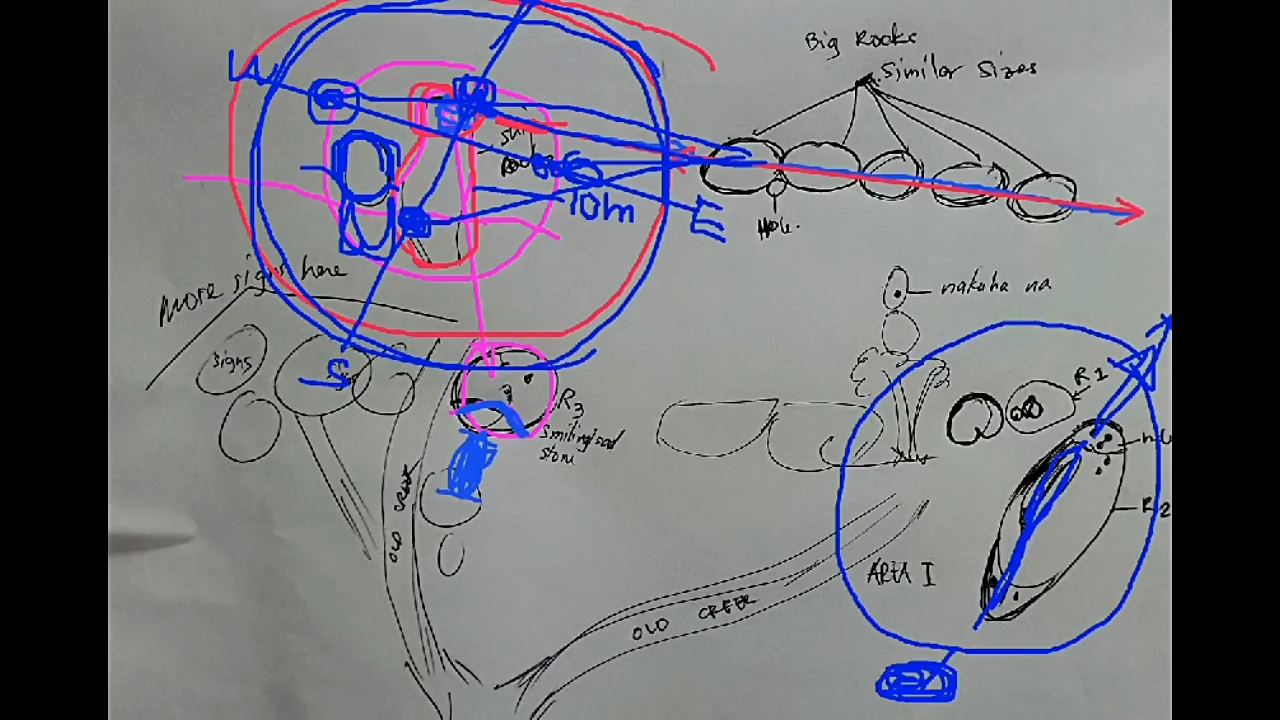 Big Rocks
similar sizes
W
10m
E
Hole.
More signs here
nakuha na
signs
S
R3
smiling/sad
stone
R1
R2
AREA I
OLD CREEK
OLD CREEK